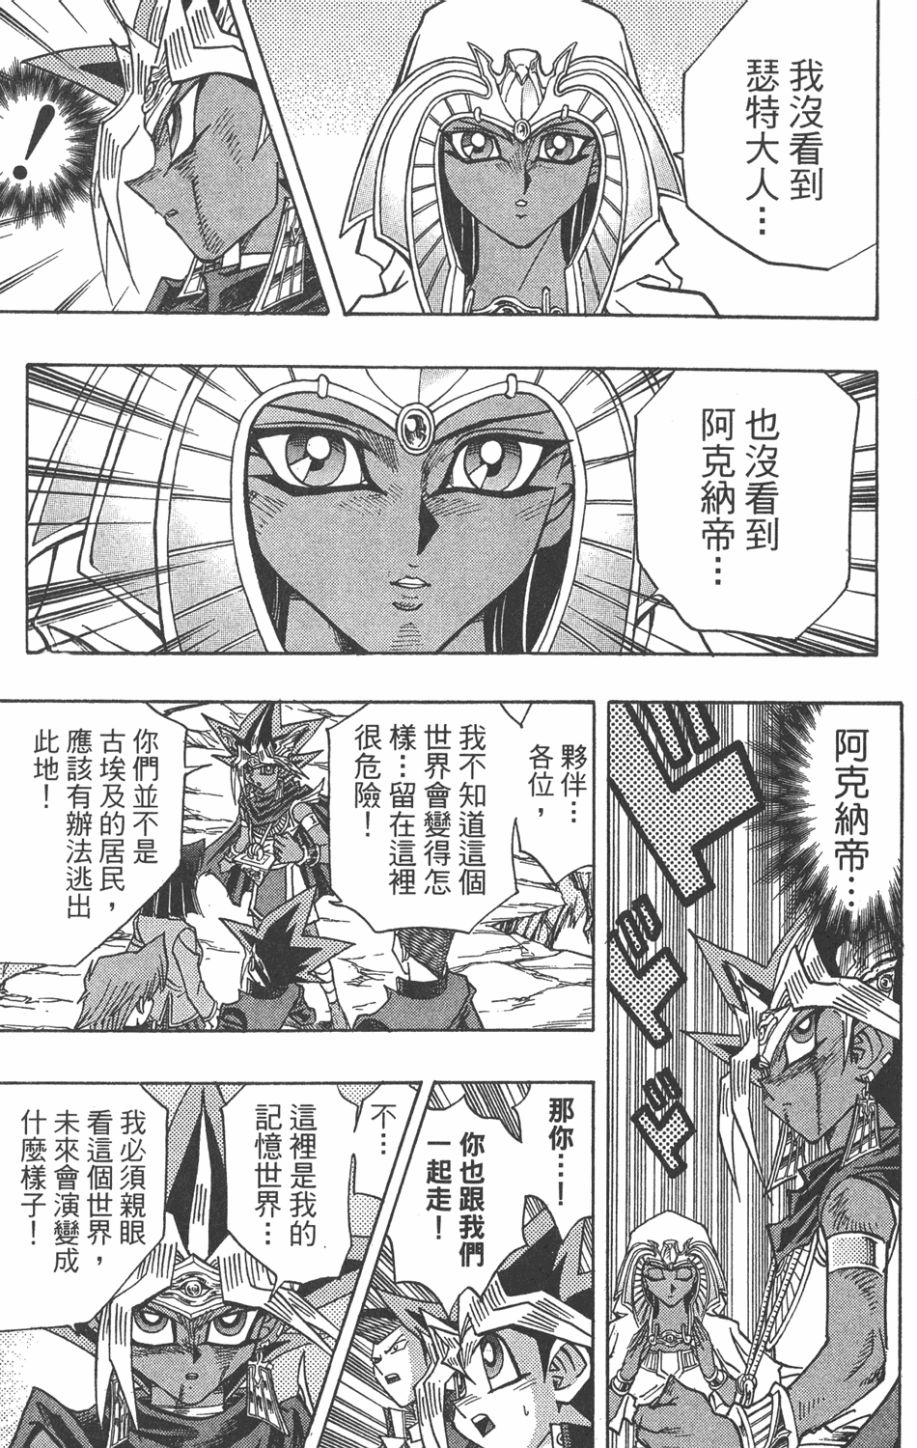 我沒看到
瑟特大人…
！
也沒看到
阿克納帝…
阿克納帝…
ド
ド
ド
夥伴…
各位，
我不知道這個
世界會變得怎
樣…留在這裡
很危險！
你們並不是
古埃及的居民，
應該有辦法逃出
此地！
那你…！
你也跟我們
一起走！
不…
這裡是我的
記憶世界…
我必須親眼
看這個世界，
未來會演變成
什麼樣子！